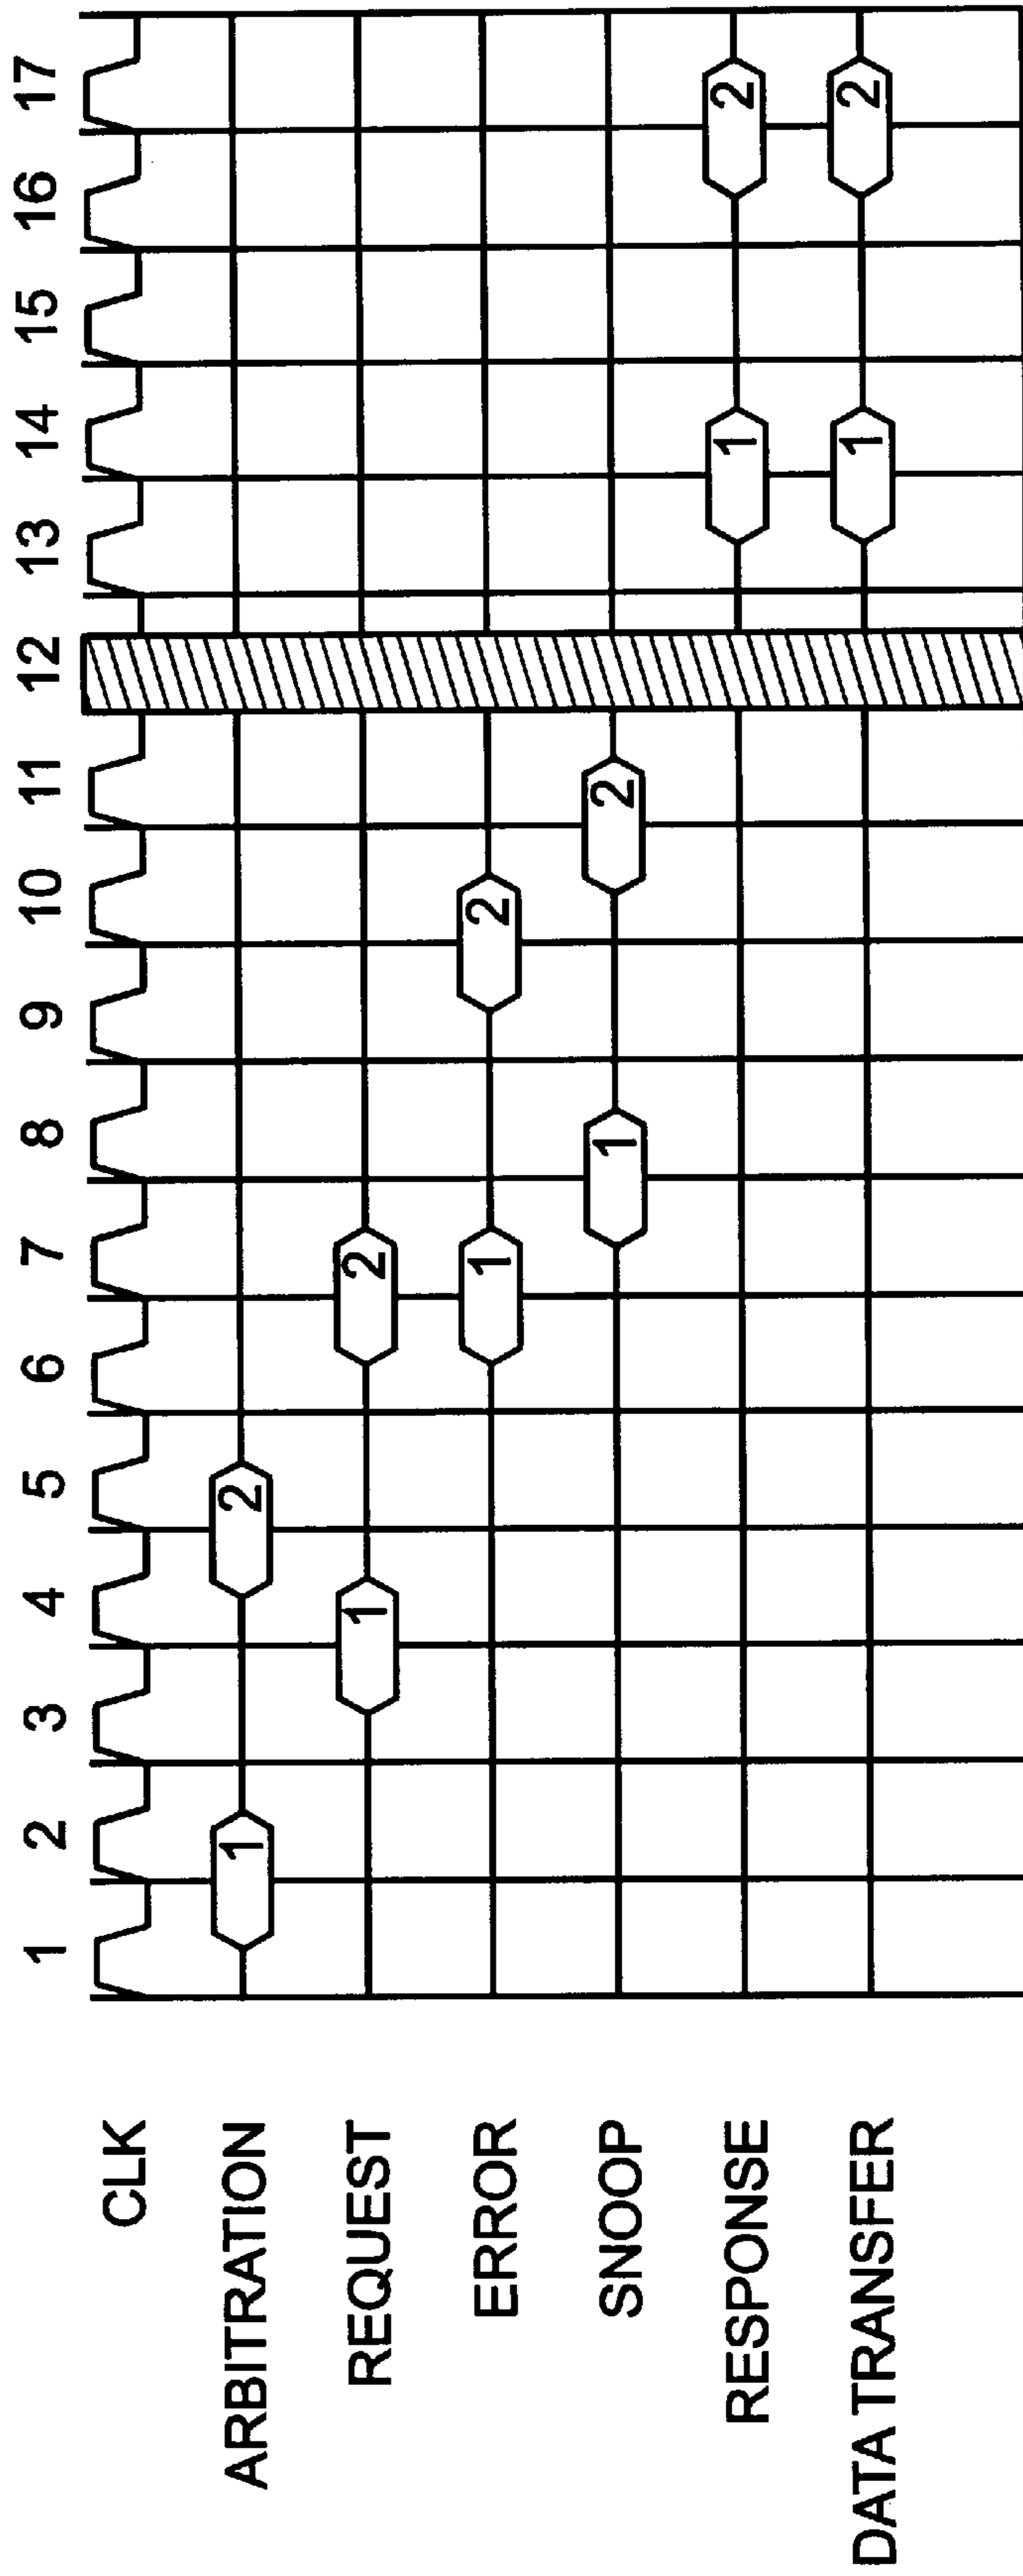 1 2 3 4 5 6 7 8 9 10 11 12 13 14 15 16 17
CLK
ARBITRATION 1 2
REQUEST 1 2
ERROR 1 2
SNOOP 1 2
RESPONSE 1 2
DATA TRANSFER 1 2